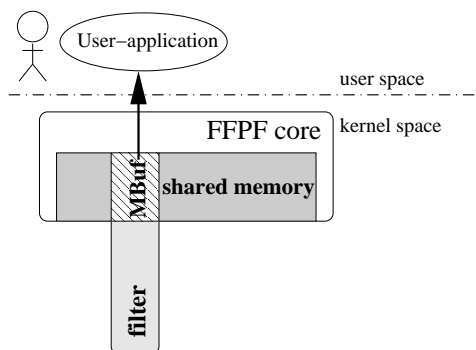 User−application
user space
FFPF core
kernel space
MBuf
shared memory
filter